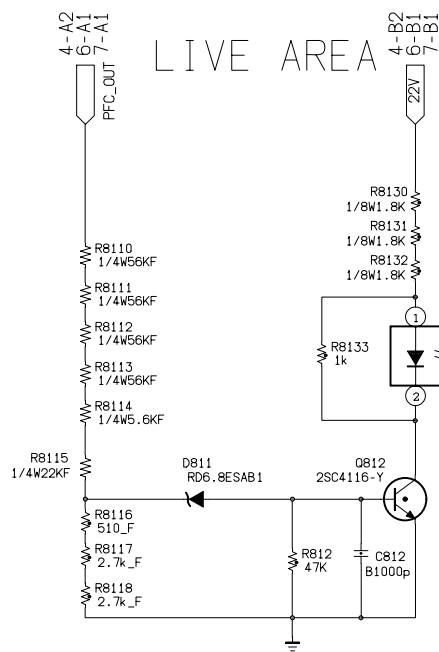 4-A2
6-A1
7-A1
PFC_OUT
LIVE AREA
4-B2
6-B1
7-B1
22V
R8130
1/8W1.8K
R8131
1/8W1.8K
R8132
1/8W1.8K
R8110
1/4W56KF
R8111
1/4W56KF
R8112
1/4W56KF
R8113
1/4W56KF
R8114
1/4W5.6KF
R8115
1/4W22KF
R8133
1k
1
2
D811
RD6.8ESAB1
Q812
2SC4116-Y
R8116
510_F
R8117
2.7k_F
R8118
2.7k_F
R812
47K
C812
B1000p